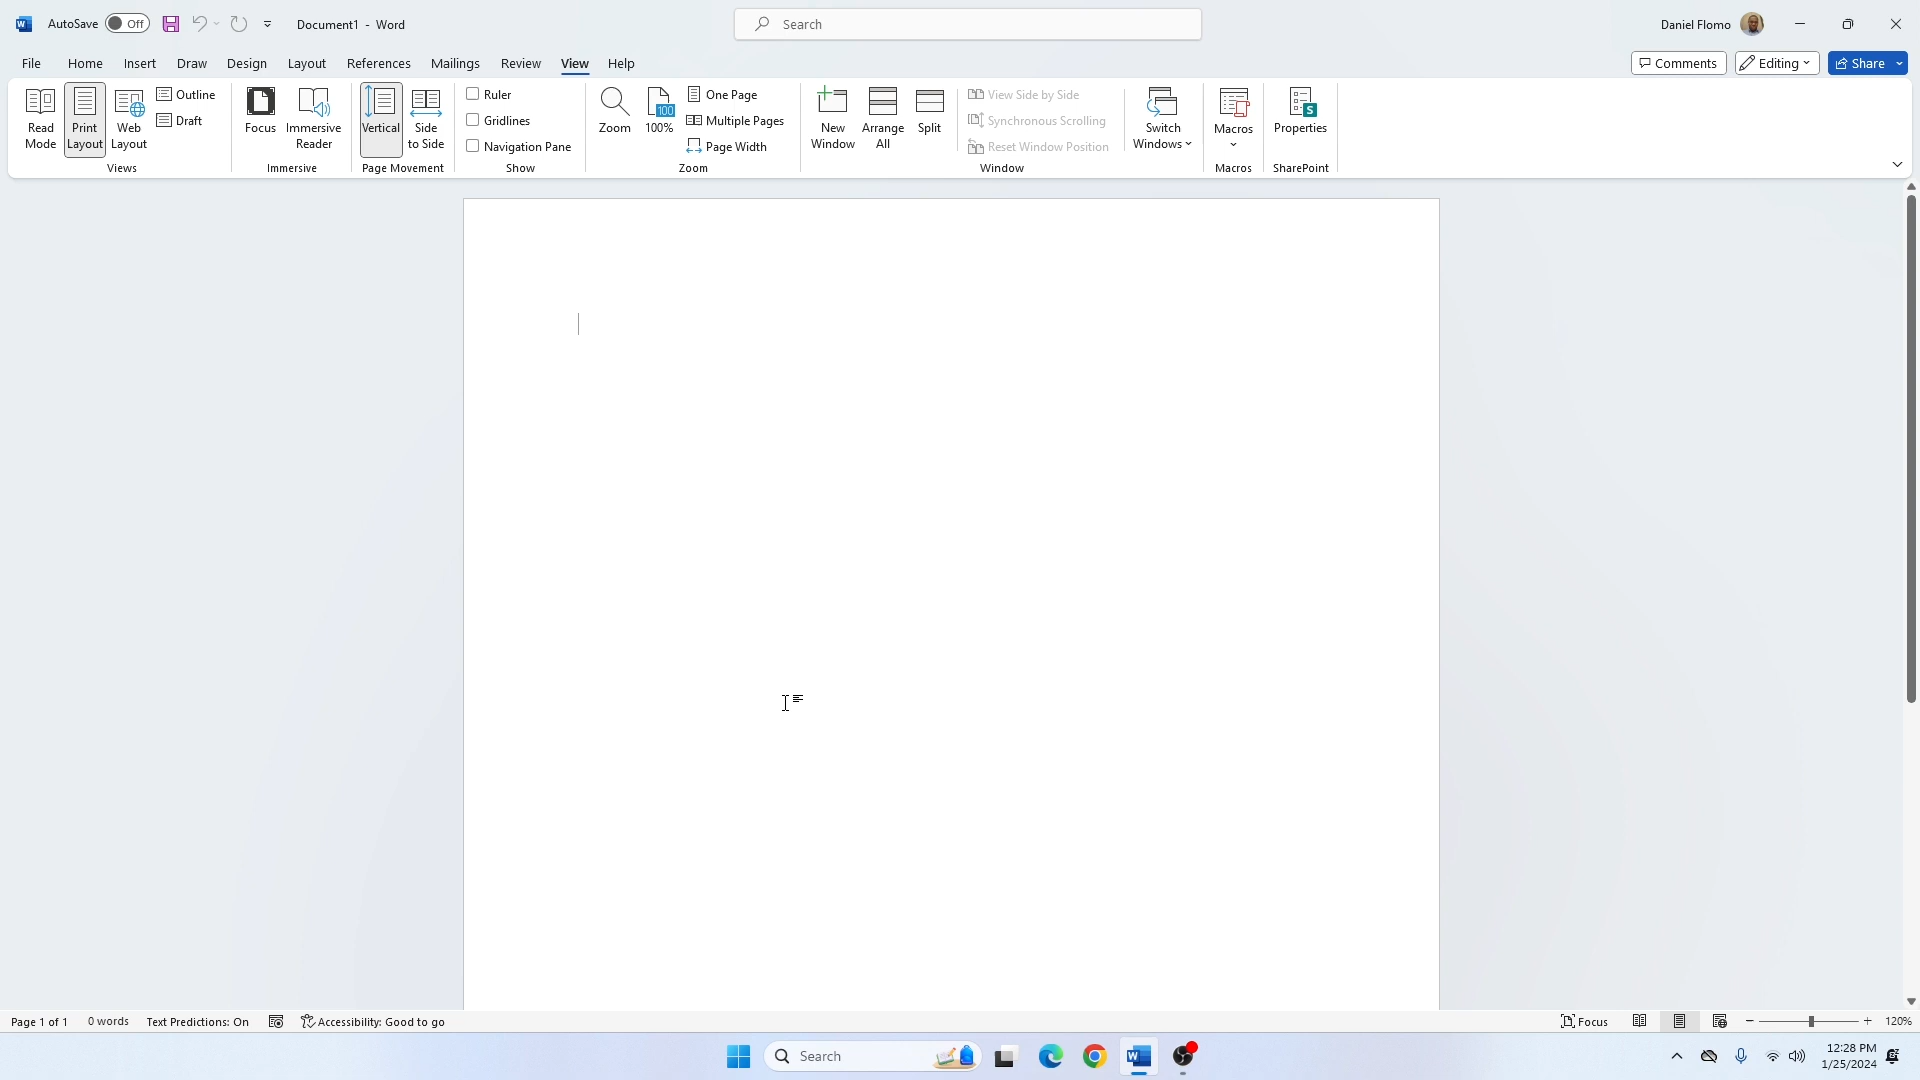 AutoSave Off Document1 - Word Search Daniel Flomo
File Home Insert Draw Design Layout References Mailings Review View Help Comments Editing Share
Read Mode
Print Layout
Web Layout
Outline
Draft
Views
Focus
Immersive Reader
Immersive
Vertical
Side to Side
Page Movement
Ruler
Gridlines
Navigation Pane
Show
Zoom
100
100%
One Page
Multiple Pages
Page Width
Zoom
New Window
Arrange All
Split
View Side by Side
Synchronous Scrolling
Reset Window Position
Switch Windows
Window
Macros
Macros
S
Properties
SharePoint
Page 1 of 1 0 words Text Predictions: On Accessibility: Good to go Focus 120%
Search
12:28 PM
1/25/2024